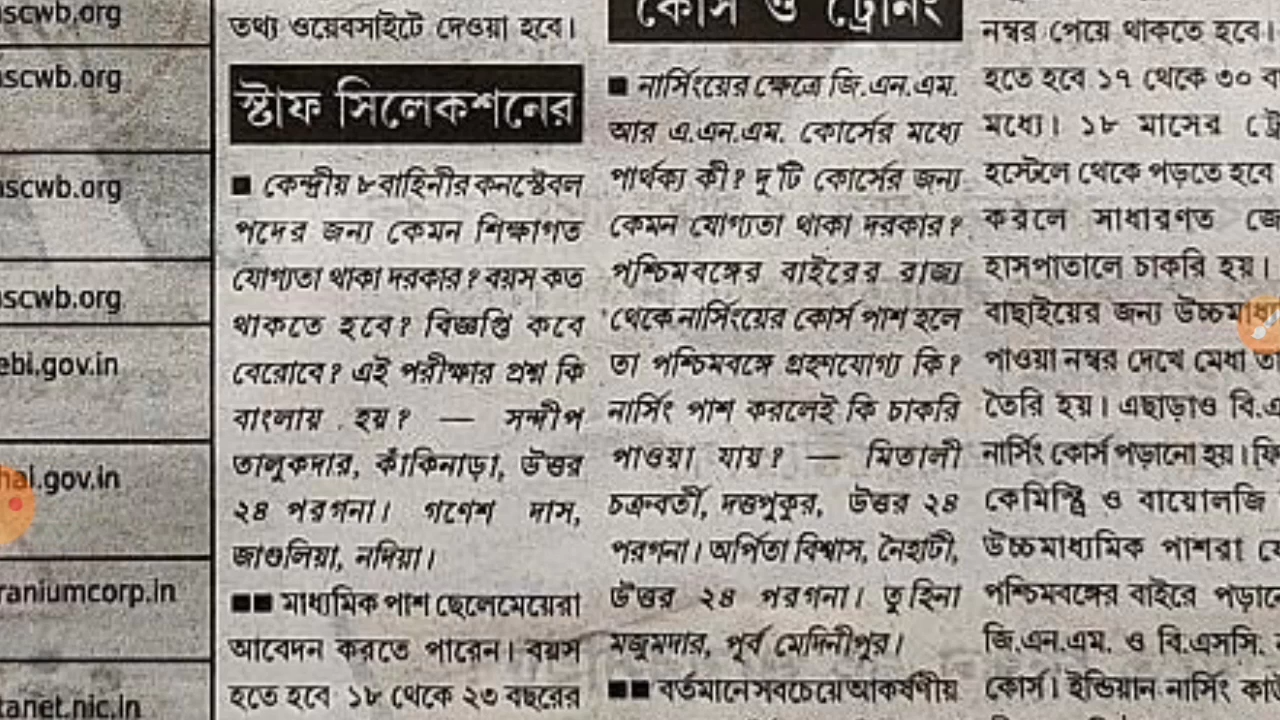 scwb.org
scwb.org
scwb.org
scwb.org
ebi.gov.in
hai.gov.in
raniumcorp.in
tanet.nic.in
তথ্য ওয়েবসাইটে দেওয়া হবে।
স্টাফ সিলেকশনের
■ কেন্দ্রীয় ৮ বাহিনীর কনস্টেবল
পদের জন্য কেমন শিক্ষাগত
যোগ্যতা থাকা দরকার? বয়স কত
থাকতে হবে? বিজ্ঞপ্তি কবে
বেরোবে? এই পরীক্ষার প্রশ্ন কি
বাংলায় হয়? — সন্দীপ
তালুকদার, কাঁকিনাড়া, উত্তর
২৪ পরগনা। গণেশ দাস,
জাগুলিয়া, নদিয়া।
■■ মাধ্যমিক পাশ ছেলেমেয়েরা
আবেদন করতে পারেন। বয়স
হতে হবে ১৮ থেকে ২৩ বছরের
কোর্স ও ট্রেনিং
■ নার্সিংয়ের ক্ষেত্রে জি.এন.এম.
আর এ.এন.এম. কোর্সের মধ্যে
পার্থক্য কী? দু'টি কোর্সের জন্য
কেমন যোগ্যতা থাকা দরকার?
পশ্চিমবঙ্গের বাইরের রাজ্য
থেকে নার্সিংয়ের কোর্স পাশ হলে
তা পশ্চিমবঙ্গে গ্রহণযোগ্য কি?
নার্সিং পাশ করলেই কি চাকরি
পাওয়া যায়? — মিতালী
চক্রবর্তী, দত্তপুকুর, উত্তর ২৪
পরগনা। অর্পিতা বিশ্বাস, নৈহাটী,
উত্তর ২৪ পরগনা। তুহিনা
মজুমদার, পূর্ব মেদিনীপুর।
■■ বর্তমানে সবচেয়ে আকর্ষণীয়
নম্বর পেয়ে থাকতে হবে।
হতে হবে ১৭ থেকে ৩০ ব
মধ্যে। ১৮ মাসের ট্রে
হস্টেলে থেকে পড়তে হবে
করলে সাধারণত জে
হাসপাতালে চাকরি হয়।
বাছাইয়ের জন্য উচ্চমাধ্য
পাওয়া নম্বর দেখে মেধা তা
তৈরি হয়। এছাড়াও বি.এ
নার্সিং কোর্স পড়ানো হয়। ফি
কেমিস্ট্রি ও বায়োলজি
উচ্চমাধ্যমিক পাশরা যে
পশ্চিমবঙ্গের বাইরে পড়ানো
জি.এন.এম. ও বি.এসসি.
কোর্স। ইন্ডিয়ান নার্সিং কাউ